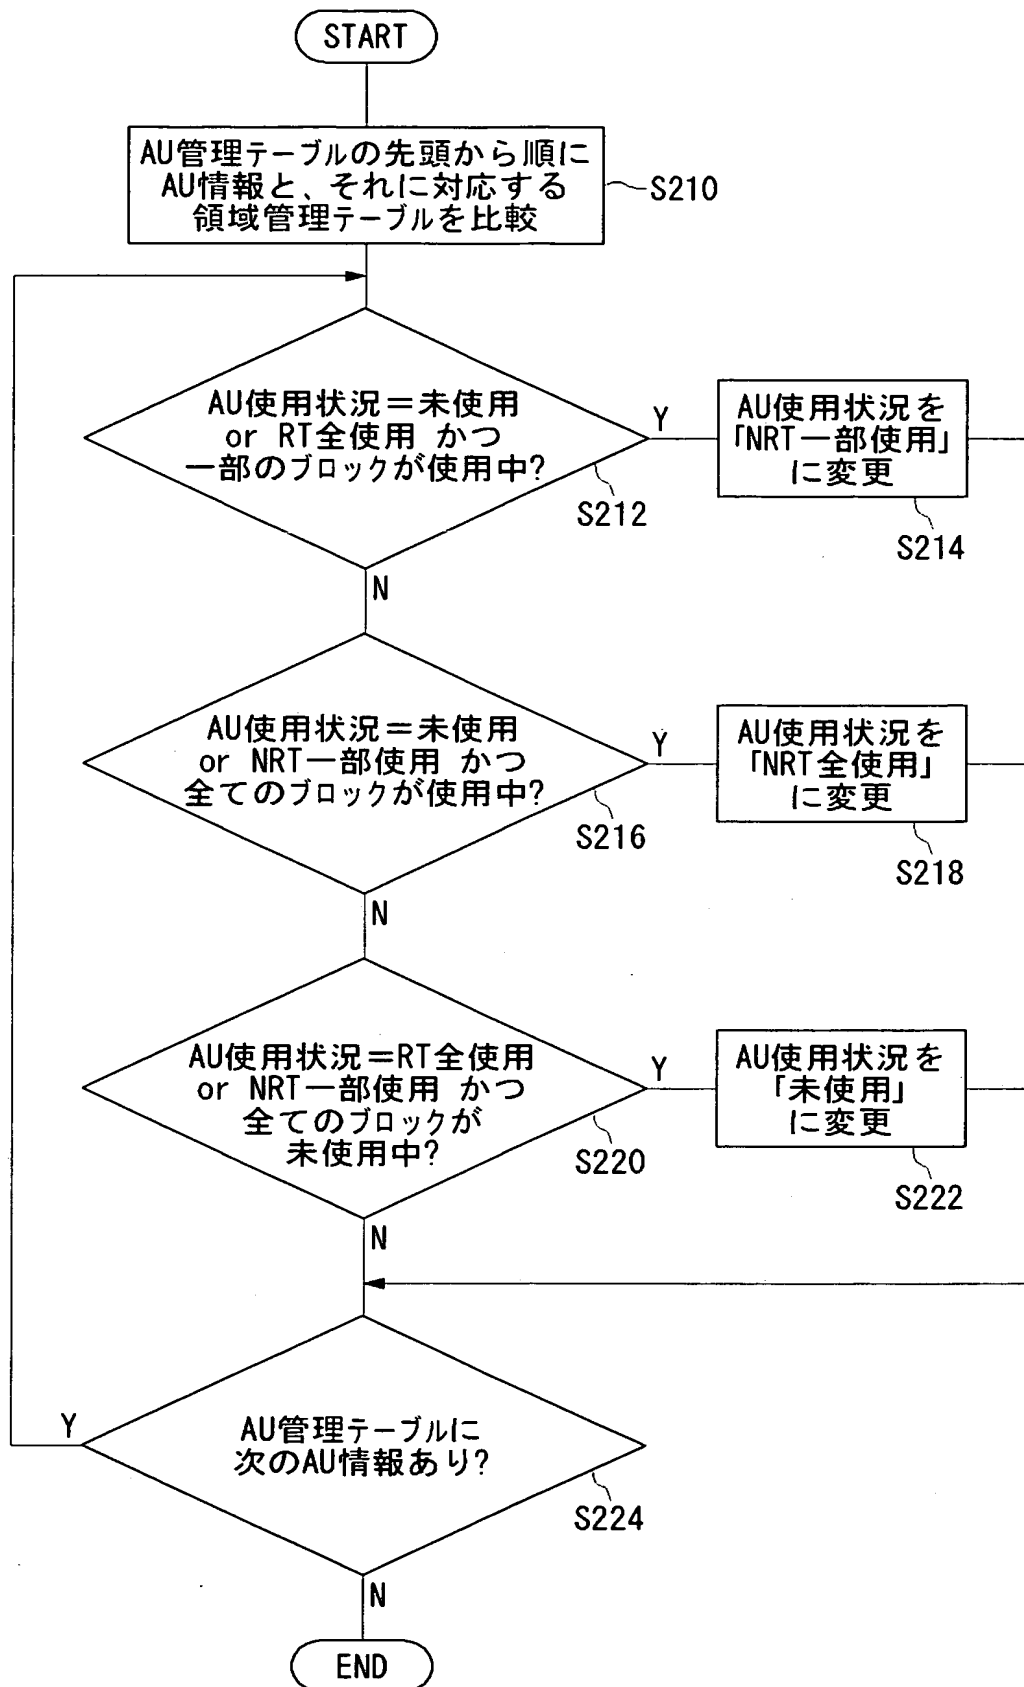 START
AU管理テーブルの先頭から順に
AU情報と、それに対応する
領域管理テーブルを比較
S210
AU使用状況=未使用
or RT全使用 かつ
一部のブロックが使用中?
S212
Y
AU使用状況を
「NRT一部使用」
に変更
S214
N
AU使用状況=未使用
or NRT一部使用 かつ
全てのブロックが使用中?
S216
Y
AU使用状況を
「NRT全使用」
に変更
S218
N
AU使用状況=RT全使用
or NRT一部使用 かつ
全てのブロックが
未使用中?
S220
Y
AU使用状況を
「未使用」
に変更
S222
N
Y
AU管理テーブルに
次のAU情報あり?
S224
N
END